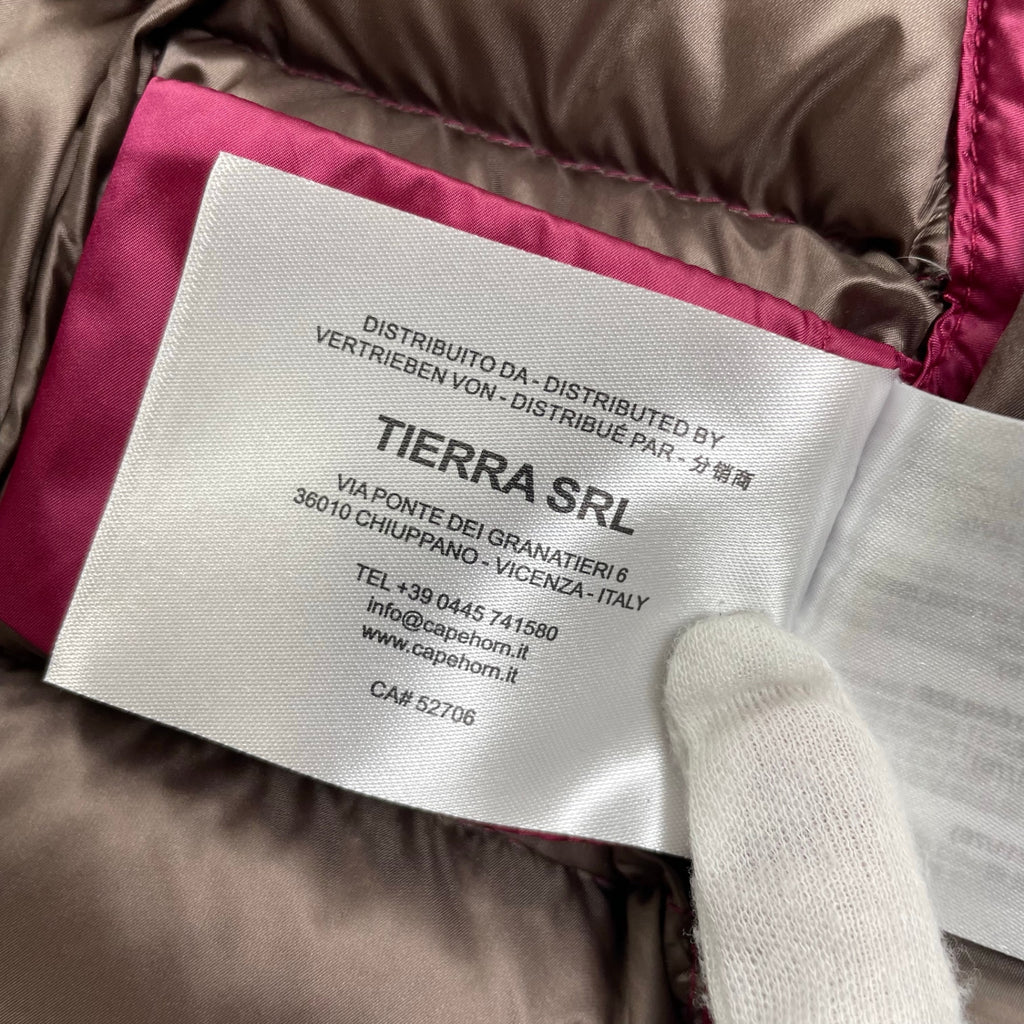 DISTRIBUITO DA - DISTRIBUTED BY
VERTRIEBEN VON - DISTRIBUÉ PAR - 分销商
TIERRA SRL
VIA PONTE DEI GRANATIERI 6
36010 CHIUPPANO - VICENZA - ITALY
TEL +39 0445 741580
info@capehorn.it
www.capehorn.it
CA# 52706